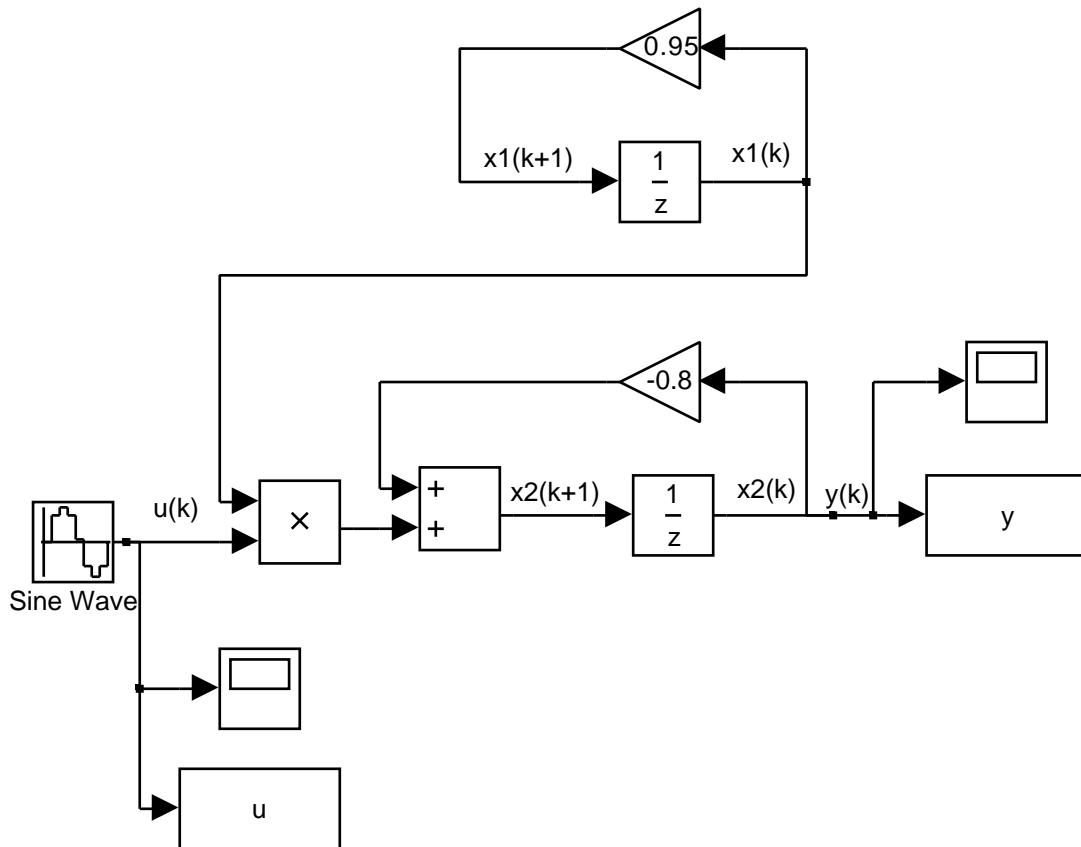 0.95
x1(k+1)
1
z
x1(k)
-0.8
u(k)
×
+
+
x2(k+1)
1
z
x2(k)
y(k)
y
Sine Wave
u